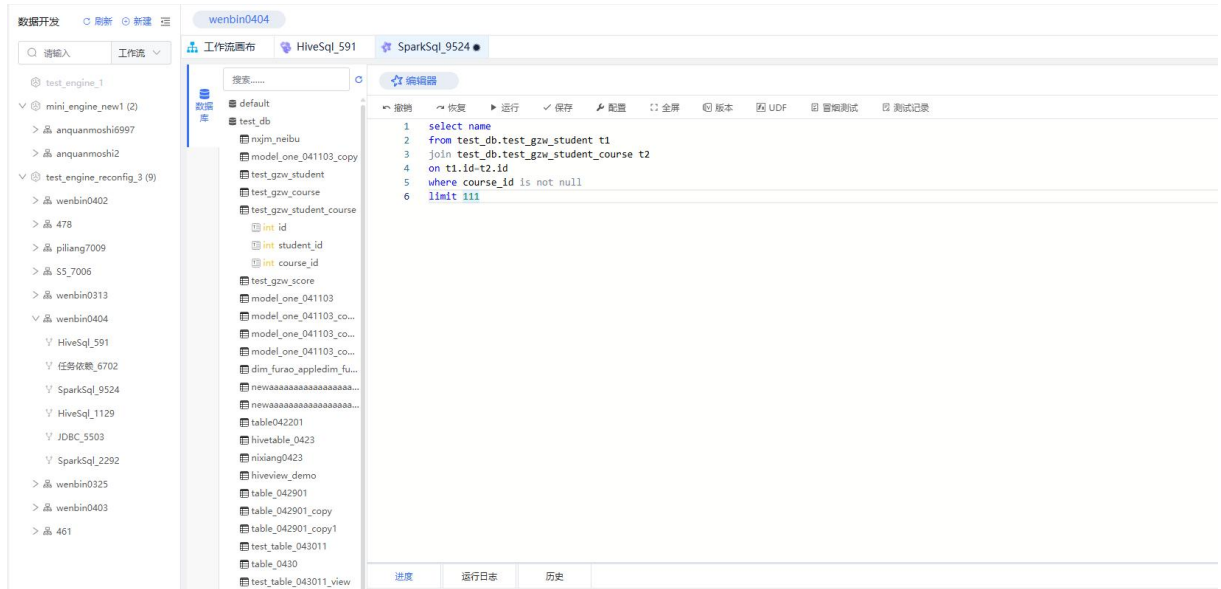 数据开发 刷新 新建
请输入 工作流
test_engine_1
mini_engine_new1 (2)
anquanmoshi6997
anquanmoshi2
test_engine_reconfig_3 (9)
wenbin0402
478
piliang7009
S5_7006
wenbin0313
wenbin0404
HiveSql_591
任务依赖_6702
SparkSql_9524
HiveSql_1129
JDBC_5503
SparkSql_2292
wenbin0325
wenbin0403
461
wenbin0404
工作流画布 HiveSql_591 SparkSql_9524
数据库
搜索......
default
test_db
nxjm_neibu
model_one_041103_copy
test_gzw_student
test_gzw_course
test_gzw_student_course
int id
int student_id
int course_id
test_gzw_score
model_one_041103
model_one_041103_co...
model_one_041103_co...
model_one_041103_co...
dim_furao_appledim_fu...
newaaaaaaaaaaaaaaaaa...
newaaaaaaaaaaaaaaaaa...
table042201
hivetable_0423
nixiang0423
hiveview_demo
table_042901
table_042901_copy
table_042901_copy1
test_table_043011
table_0430
test_table_043011_view
编辑器
撤销 恢复 运行 保存 配置 全屏 版本 UDF 冒烟测试 测试记录
1 select name
2 from test_db.test_gzw_student t1
3 join test_db.test_gzw_student_course t2
4 on t1.id=t2.id
5 where course_id is not null
6 limit 111
进度 运行日志 历史